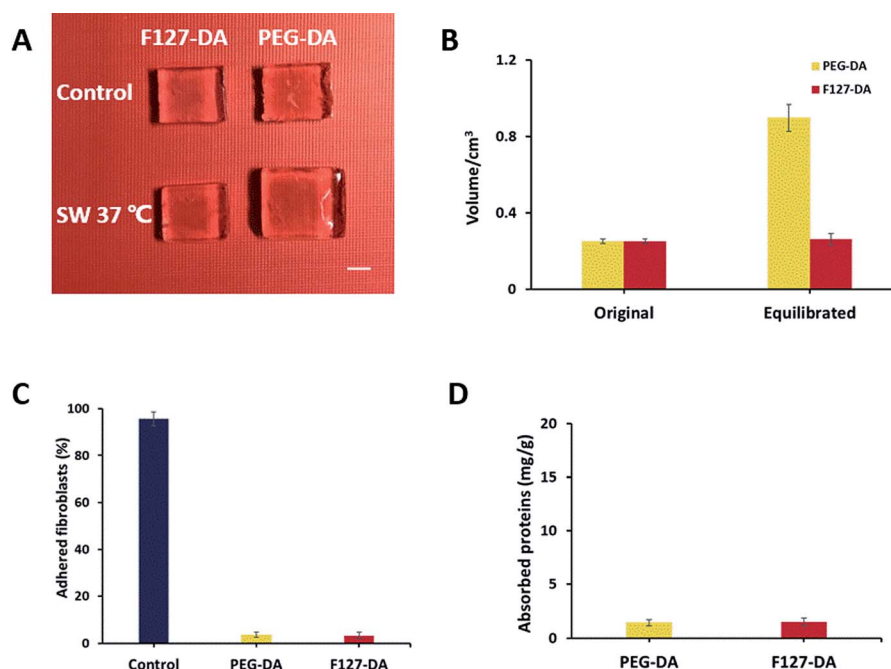 A
F127-DA PEG-DA
Control
SW 37 ℃
B
Volume/cm³
1.2
0.8
0.4
0
PEG-DA
F127-DA
Original Equilibrated
C
Adhered fibroblasts (%)
100
80
60
40
20
0
Control PEG-DA F127-DA
D
Absorbed proteins (mg/g)
20
15
10
5
0
PEG-DA F127-DA